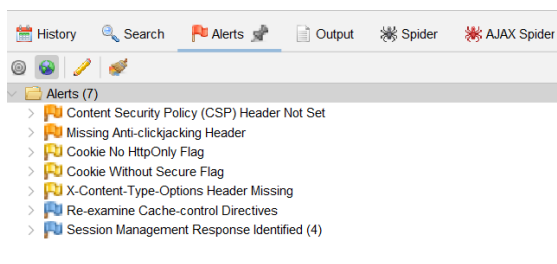 History Search Alerts Output Spider AJAX Spider
Alerts (7)
Content Security Policy (CSP) Header Not Set
Missing Anti-clickjacking Header
Cookie No HttpOnly Flag
Cookie Without Secure Flag
X-Content-Type-Options Header Missing
Re-examine Cache-control Directives
Session Management Response Identified (4)